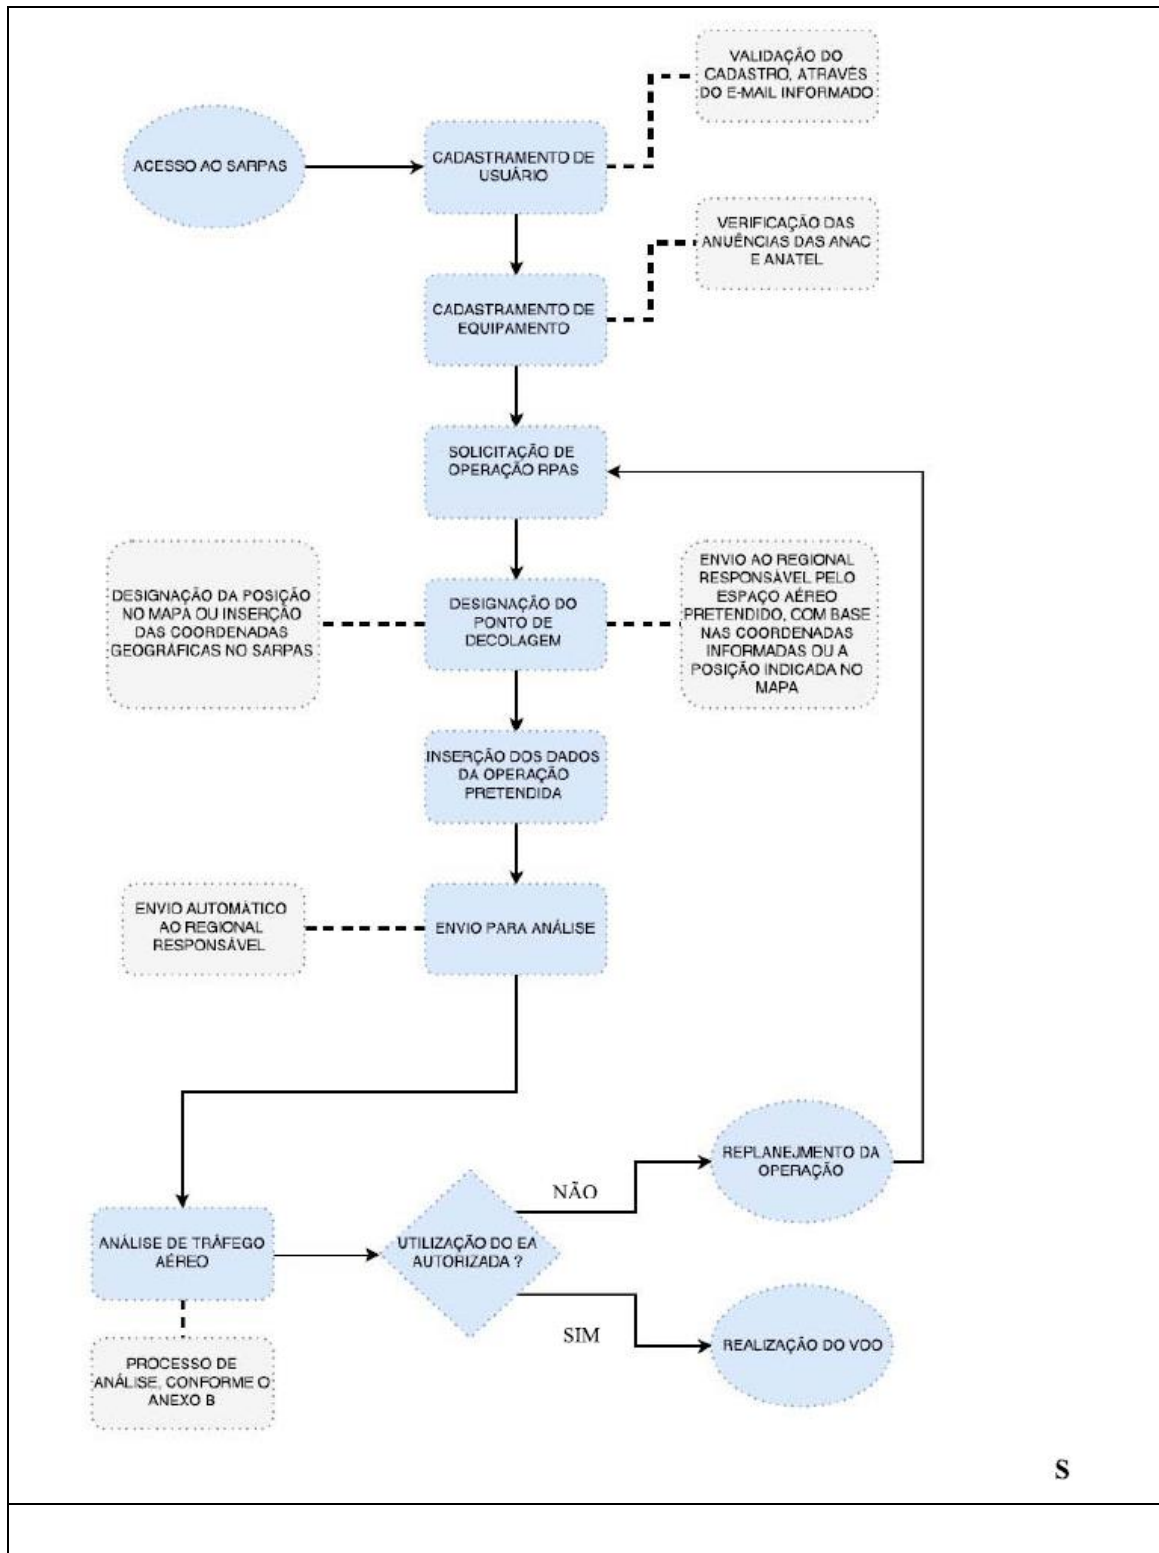 VALIDAÇÃO DO
CADASTRO, ATRAVÉS
DO E-MAIL INFORMADO
ACESSO AO SARPAS
CADASTRAMENTO DE
USUÁRIO
VERIFICAÇÃO DAS
ANUÊNCIAS DAS ANAC
E ANATEL
CADASTRAMENTO DE
EQUIPAMENTO
SOLICITAÇÃO DE
OPERAÇÃO RPAS
DESIGNAÇÃO DA POSIÇÃO
NO MAPA OU INSERÇÃO
DAS COORDENADAS
GEOGRÁFICAS NO SARPAS
DESIGNAÇÃO DO
PONTO DE
DECOLAGEM
ENVIO AO REGIONAL
RESPONSÁVEL PELO
ESPAÇO AÉREO
PRETENDIDO, COM BASE
NAS COORDENADAS
INFORMADAS OU A
POSIÇÃO INDICADA NO
MAPA
INSERÇÃO DOS DADOS
DA OPERAÇÃO
PRETENDIDA
ENVIO AUTOMÁTICO
AO REGIONAL
RESPONSÁVEL
ENVIO PARA ANÁLISE
REPLANEJMENTO DA
OPERAÇÃO
NÃO
ANÁLISE DE TRÁFEGO
AÉREO
UTILIZAÇÃO DO EA
AUTORIZADA ?
SIM
REALIZAÇÃO DO VOO
PROCESSO DE
ANÁLISE, CONFORME O
ANEXO B
S